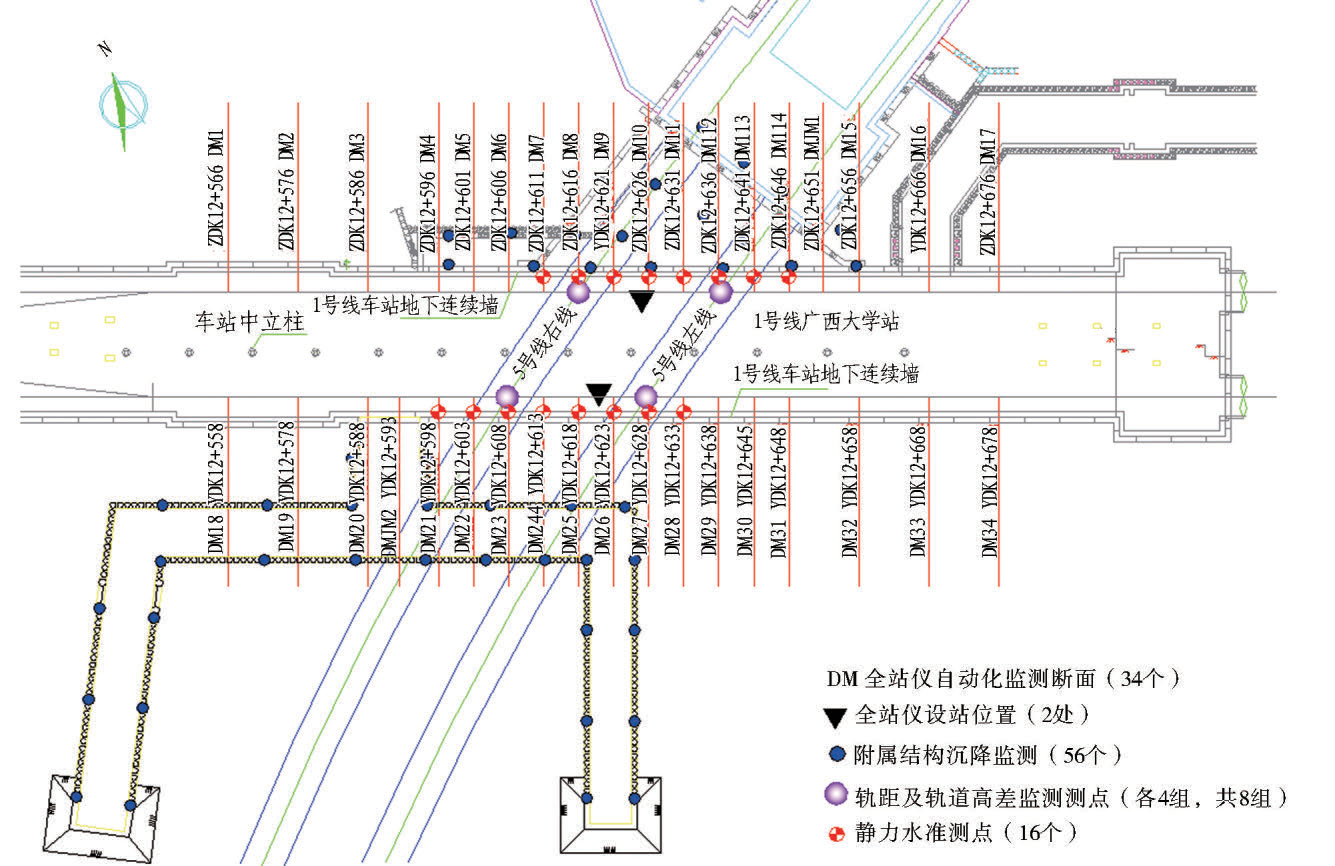 N
ZDK12+566 DM1
ZDK12+576 DM2
ZDK12+586 DM3
ZDK12+596 DM4
ZDK12+601 DM5
ZDK12+606 DM6
ZDK12+611 DM7
ZDK12+616 DM8
YDK12+621 DM9
ZDK12+626 DM10
ZDK12+631 DM11
ZDK12+636 DM112
ZDK12+641 DM113
ZDK12+646 DM114
YDK12+651 DMJM1
ZDK12+656 DM15
YDK12+666 DM16
ZDK12+676 DM17
1号线车站地下连续墙
车站中立柱
5号线右线
5号线左线
1号线广西大学站
1号线车站地下连续墙
DM18 YDK12+558
DM19 YDK12+578
DM20 YDK12+588
DMJM2 YDK12+593
DM21 YDK12+598
DM22 YDK12+603
DM23 YDK12+608
DM244 YDK12+613
DM25 YDK12+618
DM26 YDK12+623
DM27 YDK12+628
DM28 YDK12+633
DM29 YDK12+638
DM30 YDK12+645
DM31 YDK12+648
DM32 YDK12+658
DM33 YDK12+668
DM34 YDK12+678
DM 全站仪自动化监测断面（34个）
全站仪设站位置（2处）
附属结构沉降监测（56个）
轨距及轨道高差监测测点（各4组，共8组）
静力水准测点（16个）